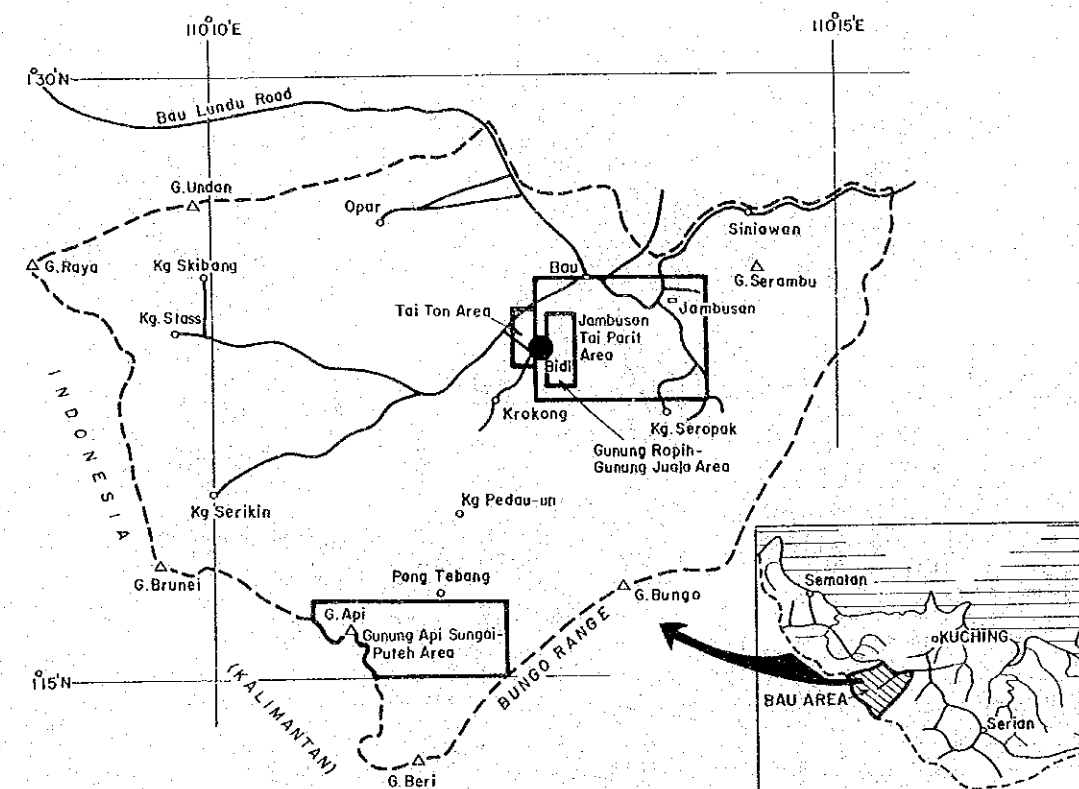 110°10'E
110°15'E
1°30'N
Bau Lundu Road
G.Undan
Opar
Siniawan
G.Raya
Kg Skibang
Bau
G.Serambu
Tai Ton Area
Jambusan
Tai Parit
Area
Jambusan
Kg. Stass
Bidi
INDONESIA
Krokong
Kg. Seropak
Gunung Ropih-
Gunung Juala Area
Kg Serikin
Kg Pedau-un
G.Brunei
Pong Tebang
G.Bungo
Sematan
G.Api
Gunung Api Sungai-
Puteh Area
KUCHING
1°15'N
(KALIMANTAN)
BUNGO RANGE
BAU AREA
Serian
G.Beri